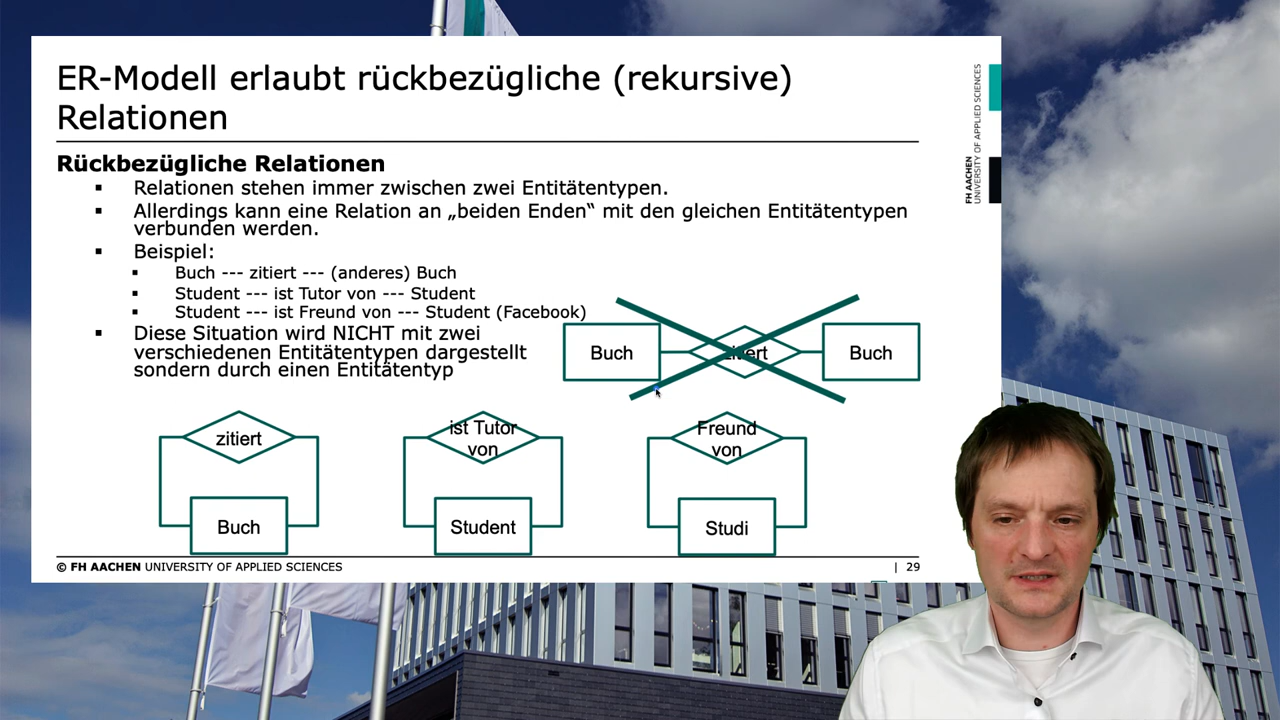 ER-Modell erlaubt rückbezügliche (rekursive)
Relationen
FH AACHEN
UNIVERSITY OF APPLIED SCIENCES
Rückbezügliche Relationen
▪ Relationen stehen immer zwischen zwei Entitätentypen.
▪ Allerdings kann eine Relation an „beiden Enden“ mit den gleichen Entitätentypen
verbunden werden.
▪ Beispiel:
▪ Buch --- zitiert --- (anderes) Buch
▪ Student --- ist Tutor von --- Student
▪ Student --- ist Freund von --- Student (Facebook)
▪ Diese Situation wird NICHT mit zwei
verschiedenen Entitätentypen dargestellt
sondern durch einen Entitätentyp
Buch
zitiert
Buch
zitiert
Buch
ist Tutor
von
Student
Freund
von
Studi
© FH AACHEN UNIVERSITY OF APPLIED SCIENCES | 29